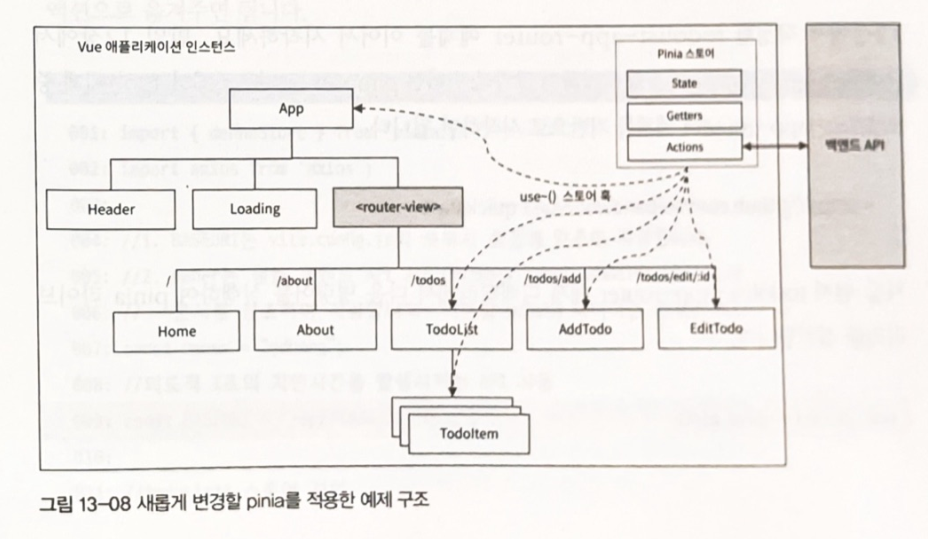 Vue 애플리케이션 인스턴스
Pinia 스토어
State
Getters
Actions
백엔드 API
App
use~() 스토어 훅
Header
Loading
<router-view>
/
/about
/todos
/todos/add
/todos/edit/:id
Home
About
TodoList
AddTodo
EditTodo
TodoItem
그림 13–08 새롭게 변경할 pinia를 적용한 예제 구조